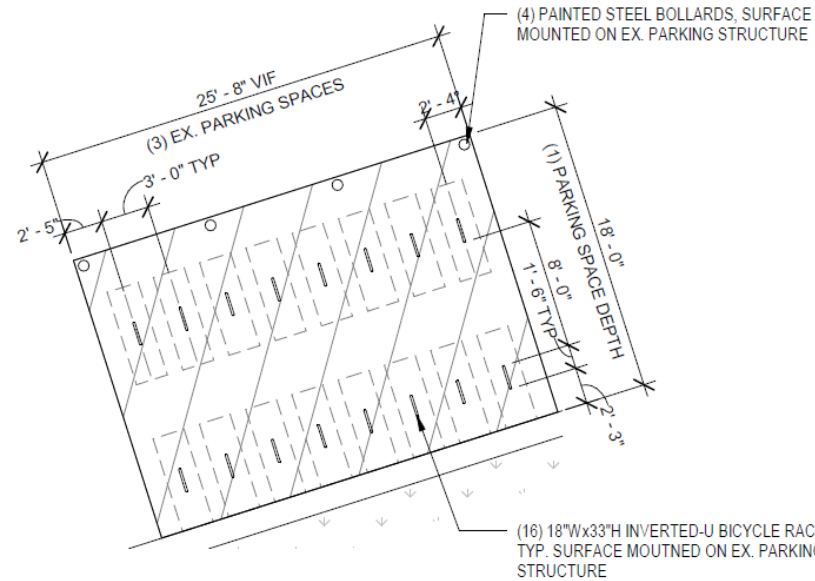 (4) PAINTED STEEL BOLLARDS, SURFACE
MOUNTED ON EX. PARKING STRUCTURE
25' - 8" VIF
(3) EX. PARKING SPACES
2' - 4"
3' - 0" TYP
2' - 5"
(1) PARKING SPACE DEPTH
18' - 0"
8' - 0"
1' - 6" TYP
2' - 3"
(16) 18"Wx33"H INVERTED-U BICYCLE RAC
TYP. SURFACE MOUTNED ON EX. PARKING
STRUCTURE